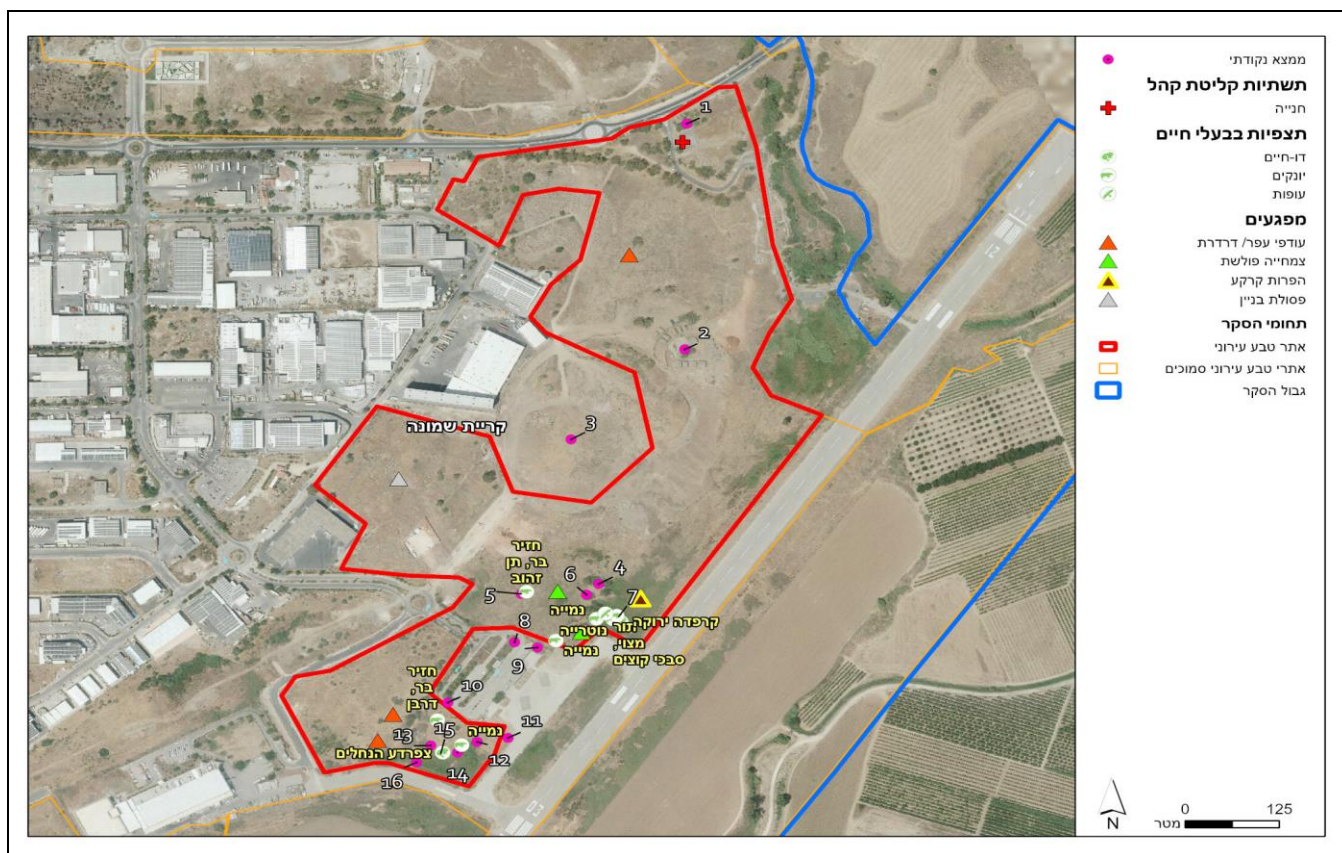 ממצא נקודתי
תשתיות קליטת קהל
חנייה
תצפיות בבעלי חיים
דו-חיים
יונקים
עופות
מפגעים
עודפי עפר/ דרדרת
צמחייה פולשת
הפרות קרקע
פסולת בניין
תחומי הסקר
אתר טבע עירוני
אתרי טבע עירוני סמוכים
גבול הסקר
1
2
קריית שמונה
3
חזיר
בר, תן
זהוב
4
6
5
7
נמייה
תור
מצוי,
סבכי קוצים
קרפדה ירוקה
נוטרייה
נמייה
8
9
חזיר
בר,
דרבן
10
11
נמייה
12
13
15
צפרדע הנחלים
14
16
03
N
0
125
מטר